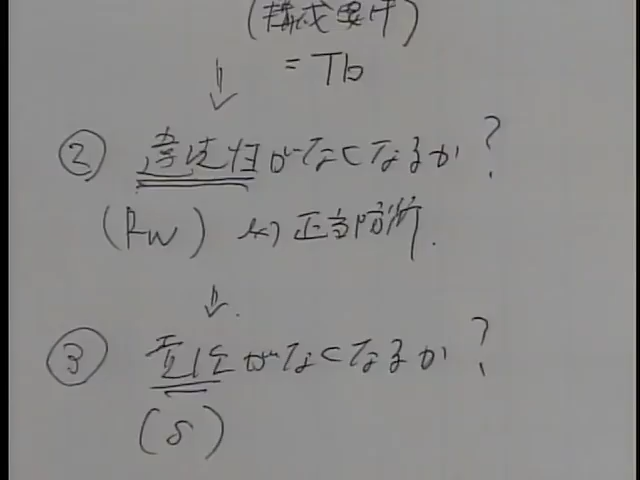 (構成要件)
= Tb
↓
② 違法性がなくなるか?
(RW) ex) 正当防衛.
↓
③ 責任がなくなるか?
(S)